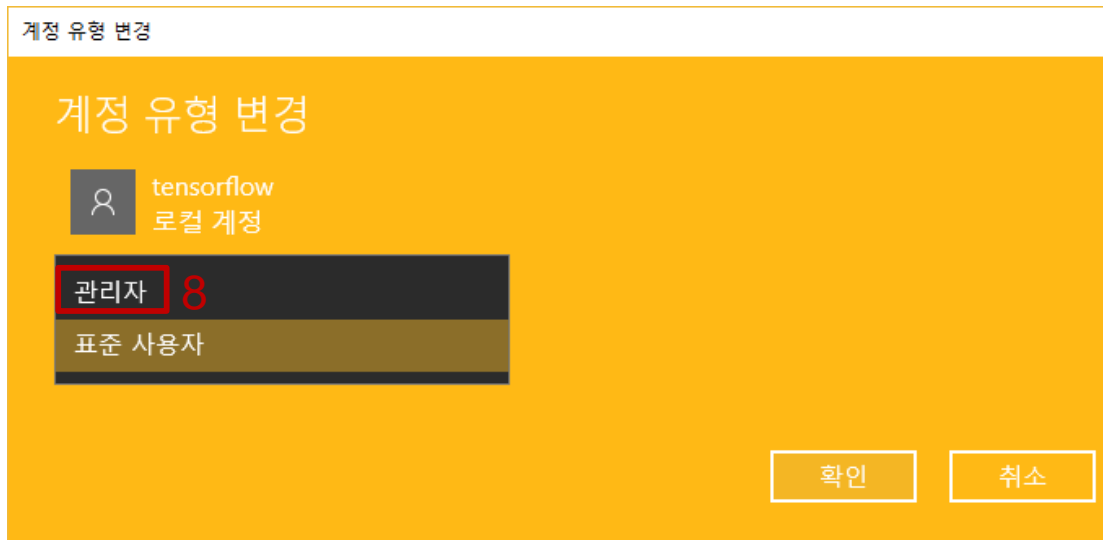 계정 유형 변경
계정 유형 변경
tensorflow
로컬 계정
관리자 8
표준 사용자
확인 취소